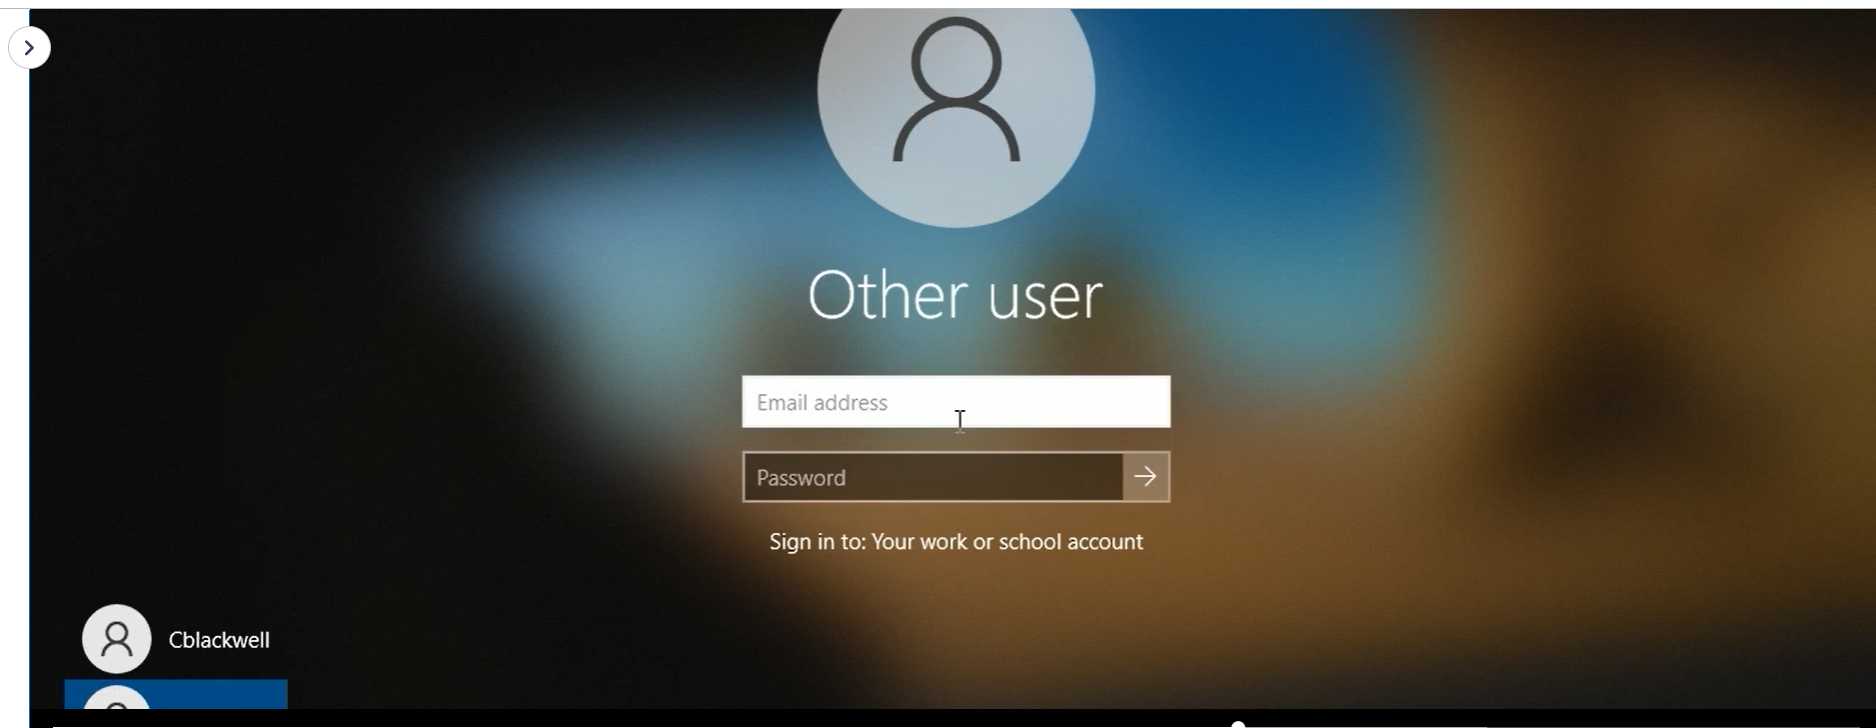 Other user
Email address
Password
Sign in to: Your work or school account
Cblackwell